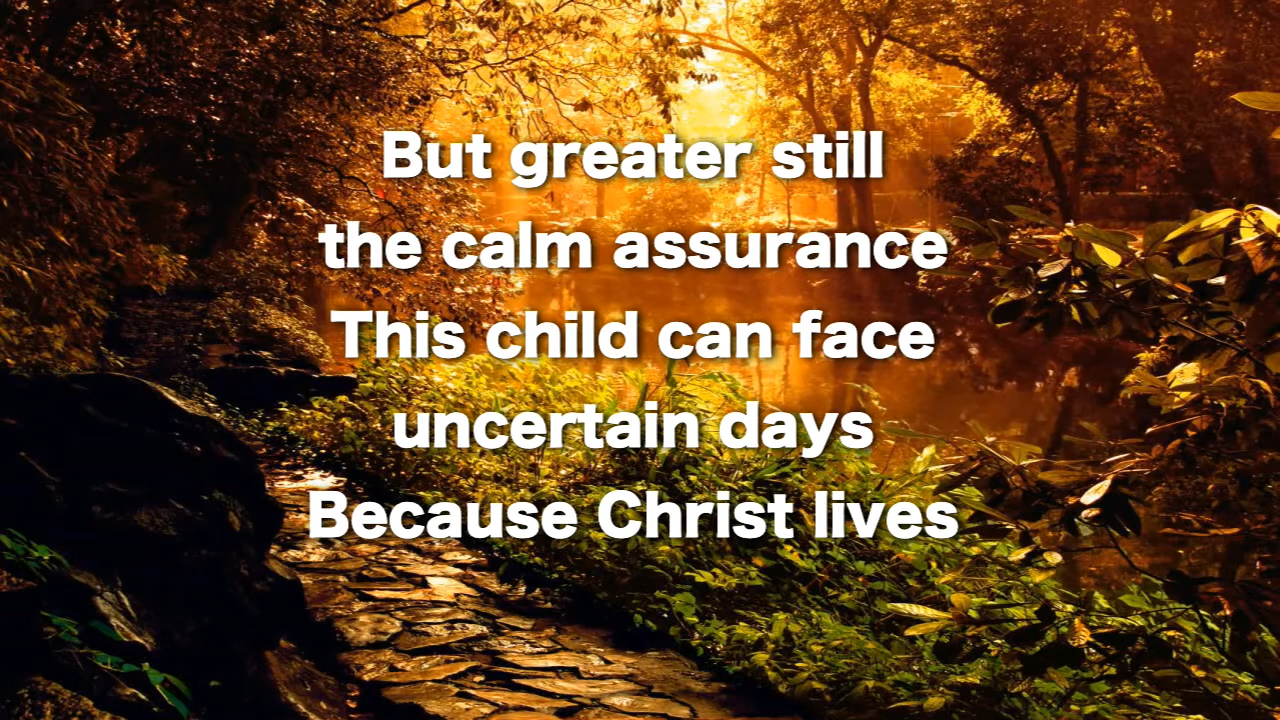 But greater still
the calm assurance
This child can face
uncertain days
Because Christ lives